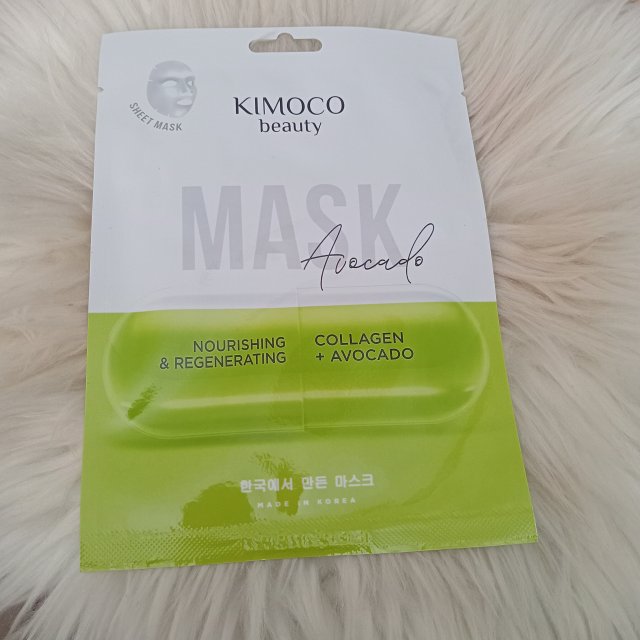 SHEET MASK
KIMOCO
beauty
MASK
Avocado
NOURISHING
& REGENERATING
COLLAGEN
+ AVOCADO
한국에서 만든 마스크
MADE IN KOREA